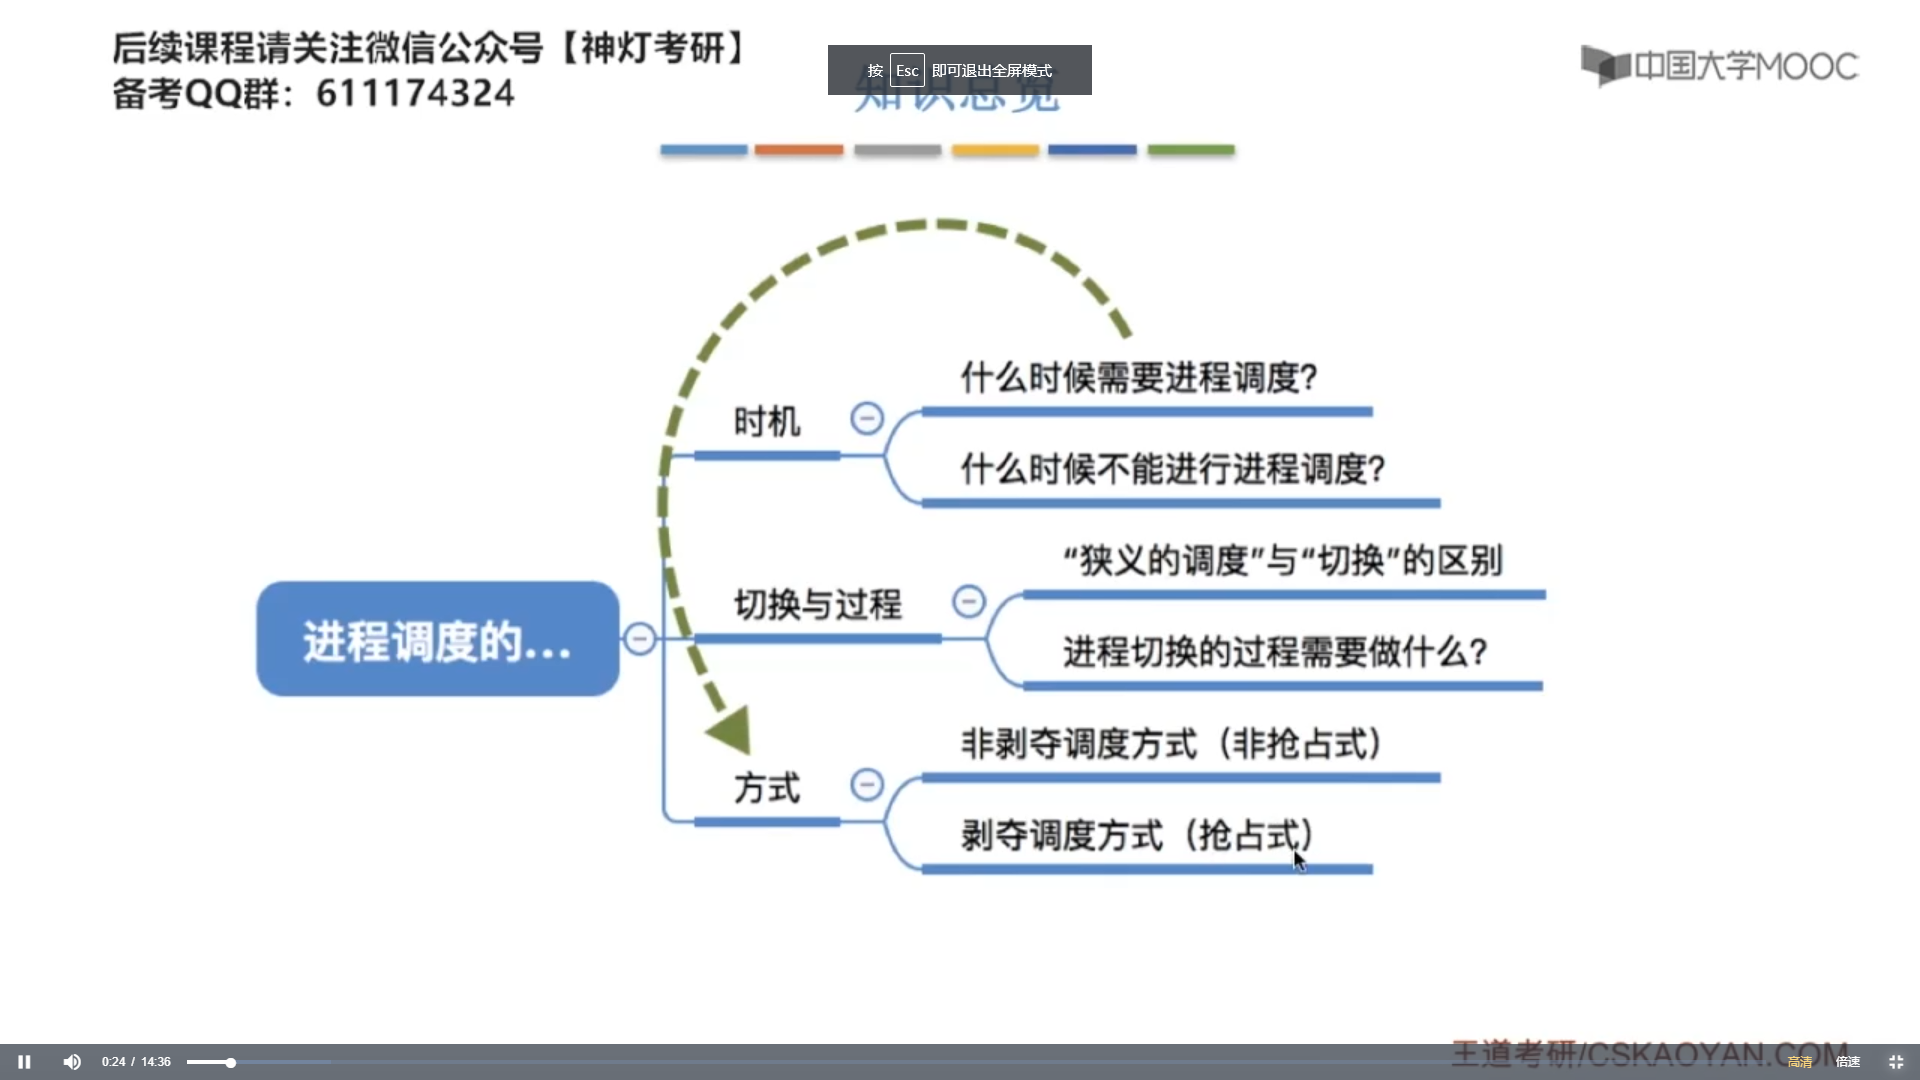 后续课程请关注微信公众号【神灯考研】
备考QQ群：611174324
按 Esc 即可退出全屏模式
中国大学MOOC
知识总览
什么时候需要进程调度？
时机
什么时候不能进行进程调度？
“狭义的调度”与“切换”的区别
切换与过程
进程调度的...
进程切换的过程需要做什么？
非剥夺调度方式（非抢占式）
方式
剥夺调度方式（抢占式）
王道考研/CSKAOYAN.COM
0:24 / 14:36
高清
倍速